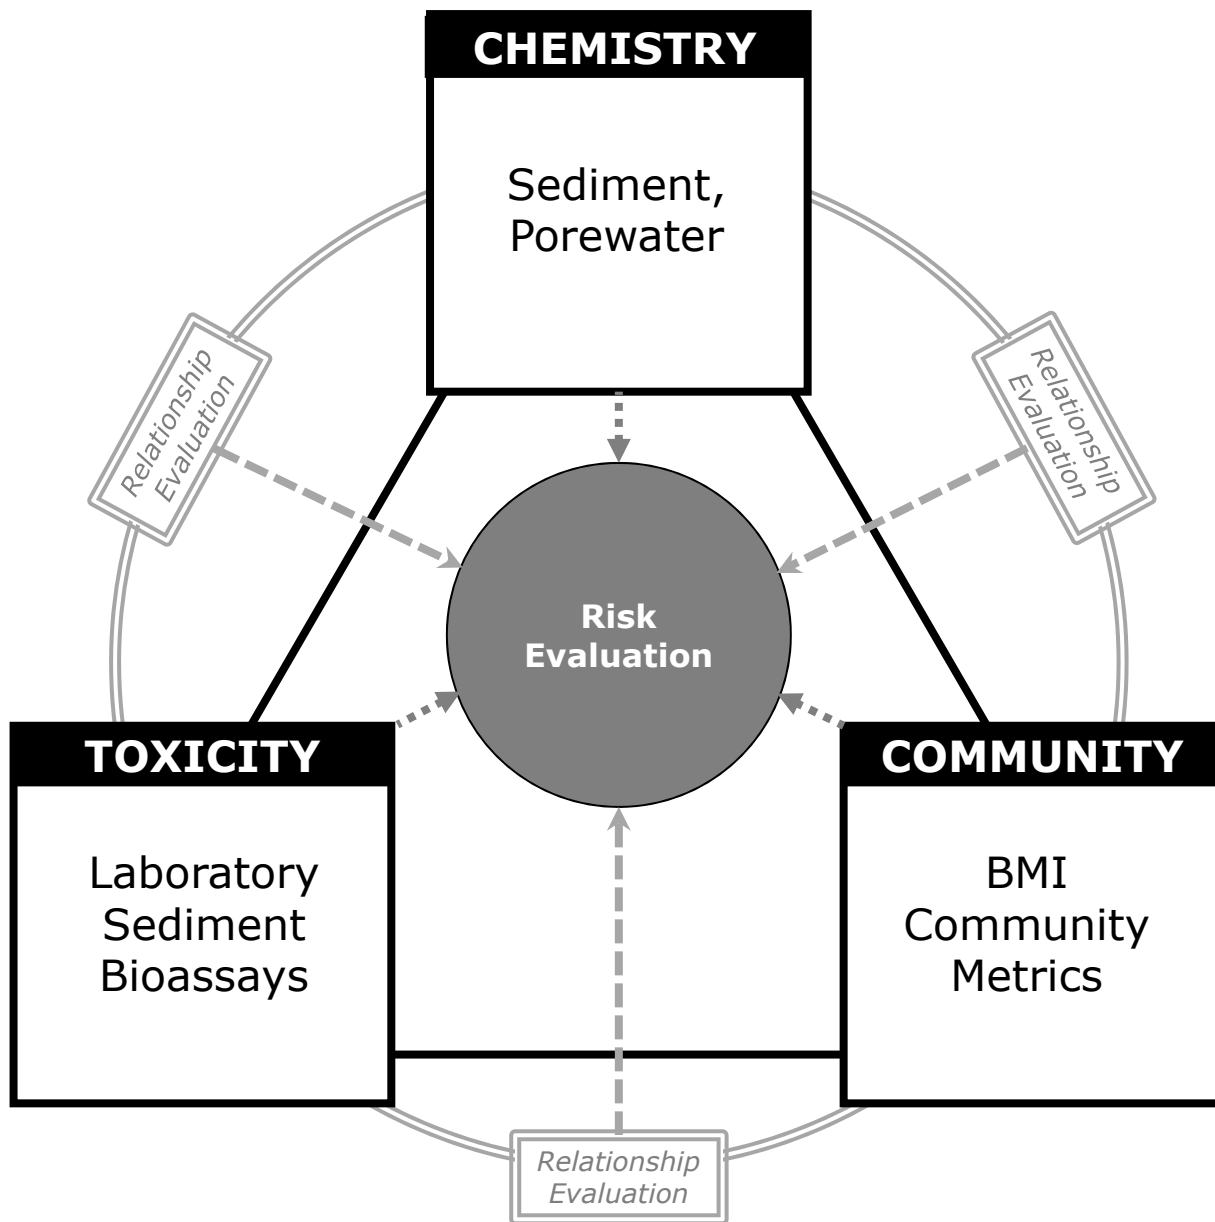 CHEMISTRY
Sediment,
Porewater
Relationship
Evaluation
Relationship
Evaluation
Risk
Evaluation
TOXICITY
Laboratory
Sediment
Bioassays
COMMUNITY
BMI
Community
Metrics
Relationship
Evaluation